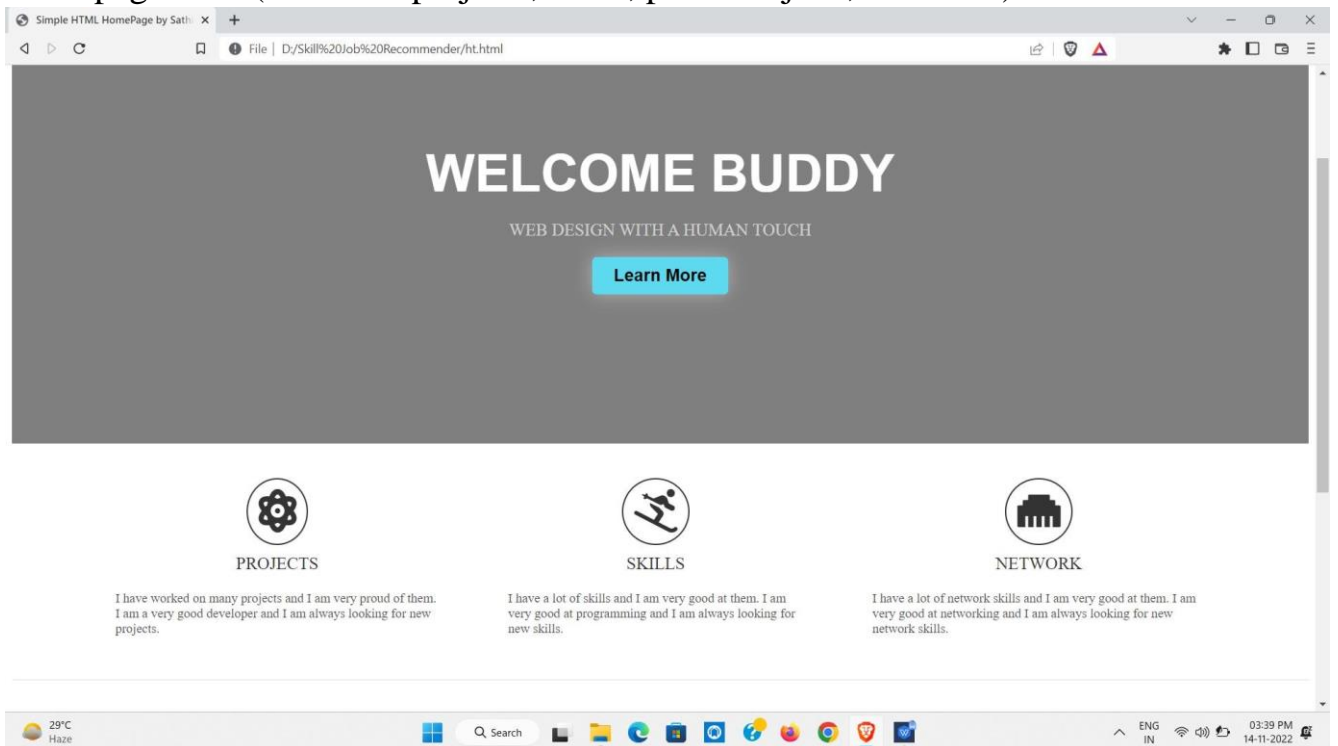 Simple HTML HomePage by Sath
File | D:/Skill%20Job%20Recommender/ht.html
WELCOME BUDDY
WEB DESIGN WITH A HUMAN TOUCH
Learn More
PROJECTS
I have worked on many projects and I am very proud of them.
I am a very good developer and I am always looking for new
projects.
SKILLS
I have a lot of skills and I am very good at them. I am
very good at programming and I am always looking for
new skills.
NETWORK
I have a lot of network skills and I am very good at them. I am
very good at networking and I am always looking for new
network skills.
29°C
Haze
Search
ENG
IN
03:39 PM
14-11-2022